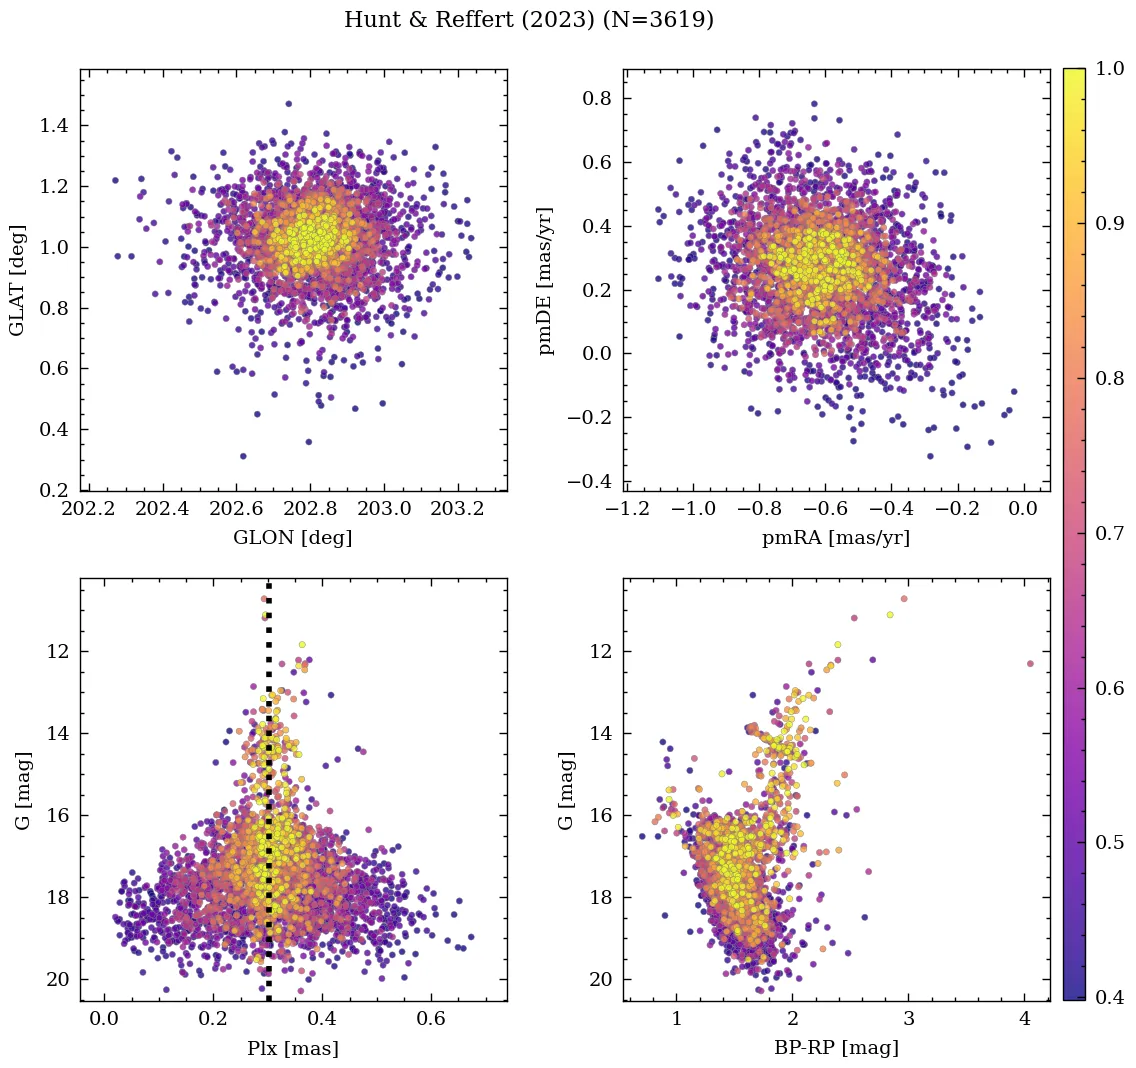 Hunt & Reffert (2023) (N=3619)
1.4
1.2
1.0
0.8
0.6
0.4
0.2
GLAT [deg]
202.2 202.4 202.6 202.8 203.0 203.2
GLON [deg]
0.8
0.6
0.4
0.2
0.0
−0.2
−0.4
pmDE [mas/yr]
−1.2 −1.0 −0.8 −0.6 −0.4 −0.2 0.0
pmRA [mas/yr]
12
14
16
18
20
G [mag]
0.0 0.2 0.4 0.6
Plx [mas]
12
14
16
18
20
G [mag]
1 2 3 4
BP-RP [mag]
1.0
0.9
0.8
0.7
0.6
0.5
0.4